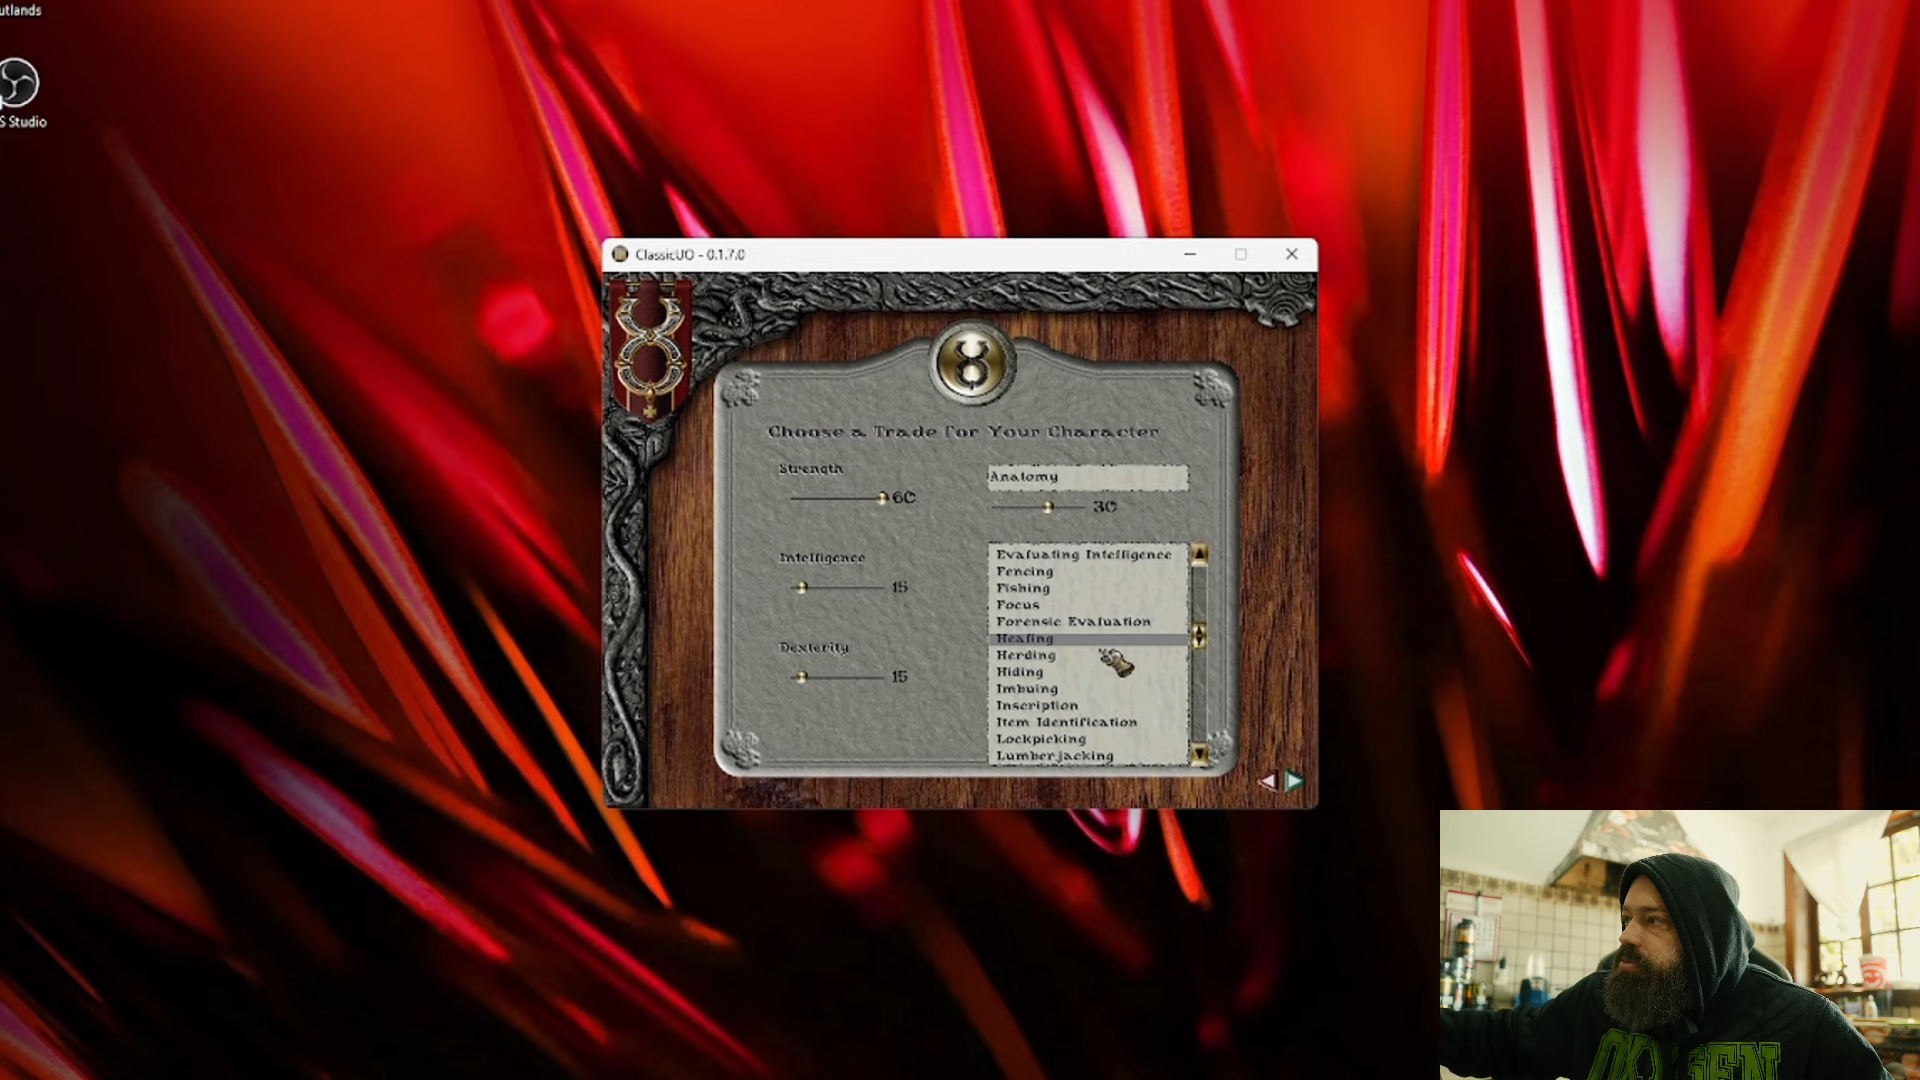 utlands
S Studio
ClassicUO - 0.1.7.0
Choose a Trade for Your Character
Strength
60
Anatomy
30
Intelligence
15
Dexterity
15
Evaluating Intelligence
Fencing
Fishing
Focus
Forensic Evaluation
Healing
Herding
Hiding
Imbuing
Inscription
Item Identification
Lockpicking
Lumberjacking